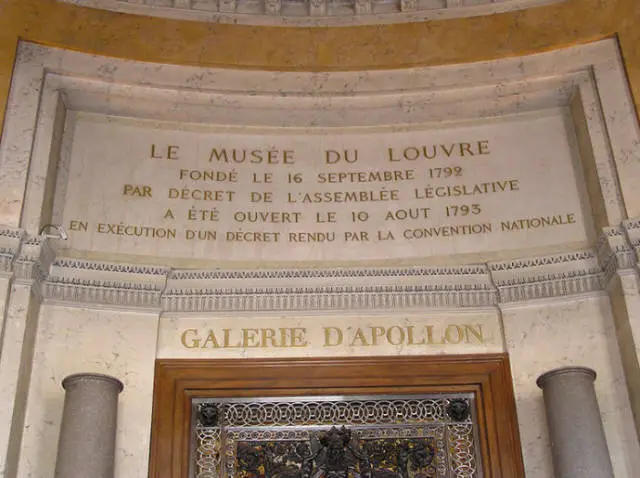 LE MUSÉE DU LOUVRE
FONDÉ LE 16 SEPTEMBRE 1792
PAR DÉCRET DE L'ASSEMBLÉE LÉGISLATIVE
A ÉTÉ OUVERT LE 10 AOUT 1793
EN EXÉCUTION D'UN DÉCRET RENDU PAR LA CONVENTION NATIONALE
GALERIE D'APOLLON